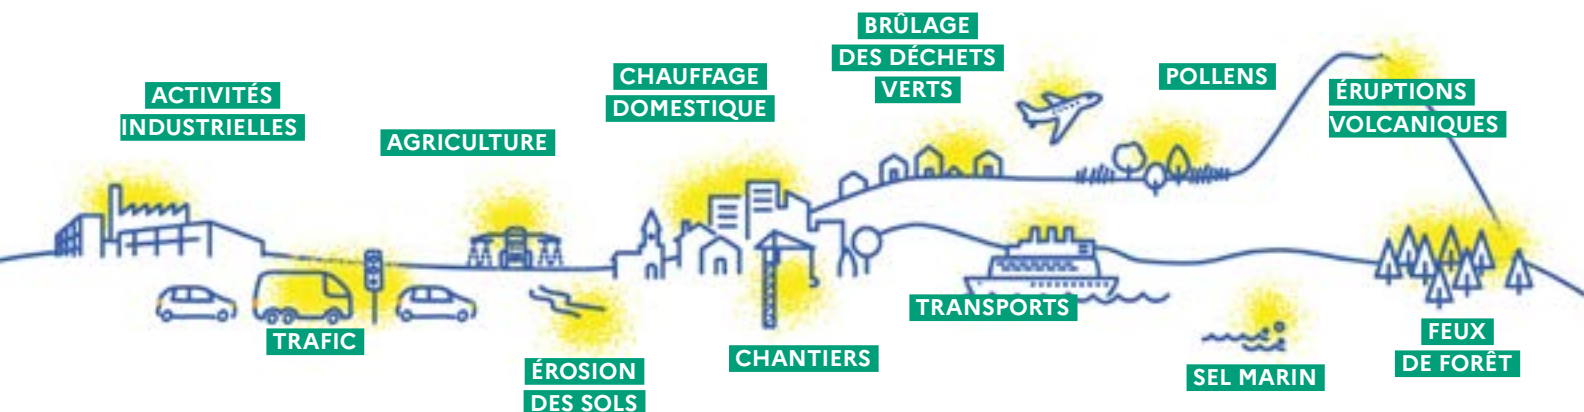 ACTIVITÉS
INDUSTRIELLES
AGRICULTURE
CHAUFFAGE
DOMESTIQUE
BRÛLAGE
DES DÉCHETS
VERTS
POLLENS
ÉRUPTIONS
VOLCANIQUES
TRAFIC
ÉROSION
DES SOLS
CHANTIERS
TRANSPORTS
SEL MARIN
FEUX
DE FORÊT